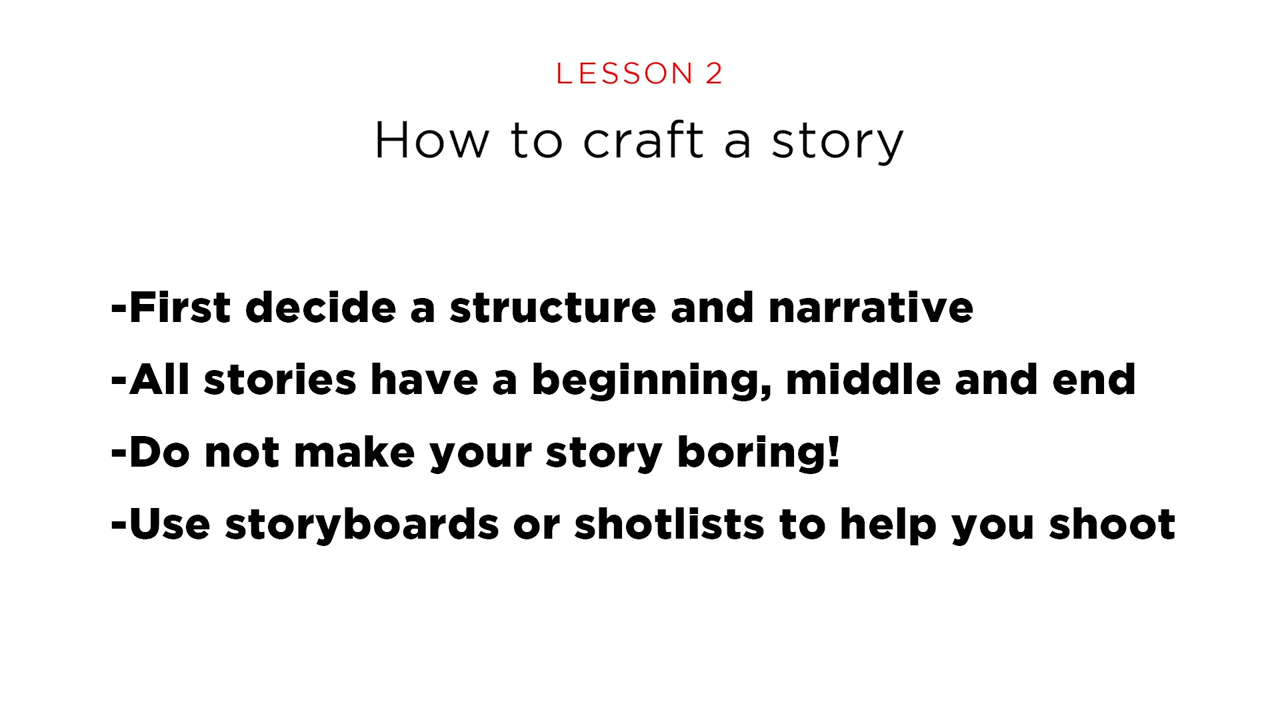 LESSON 2
How to craft a story
-First decide a structure and narrative
-All stories have a beginning, middle and end
-Do not make your story boring!
-Use storyboards or shotlists to help you shoot